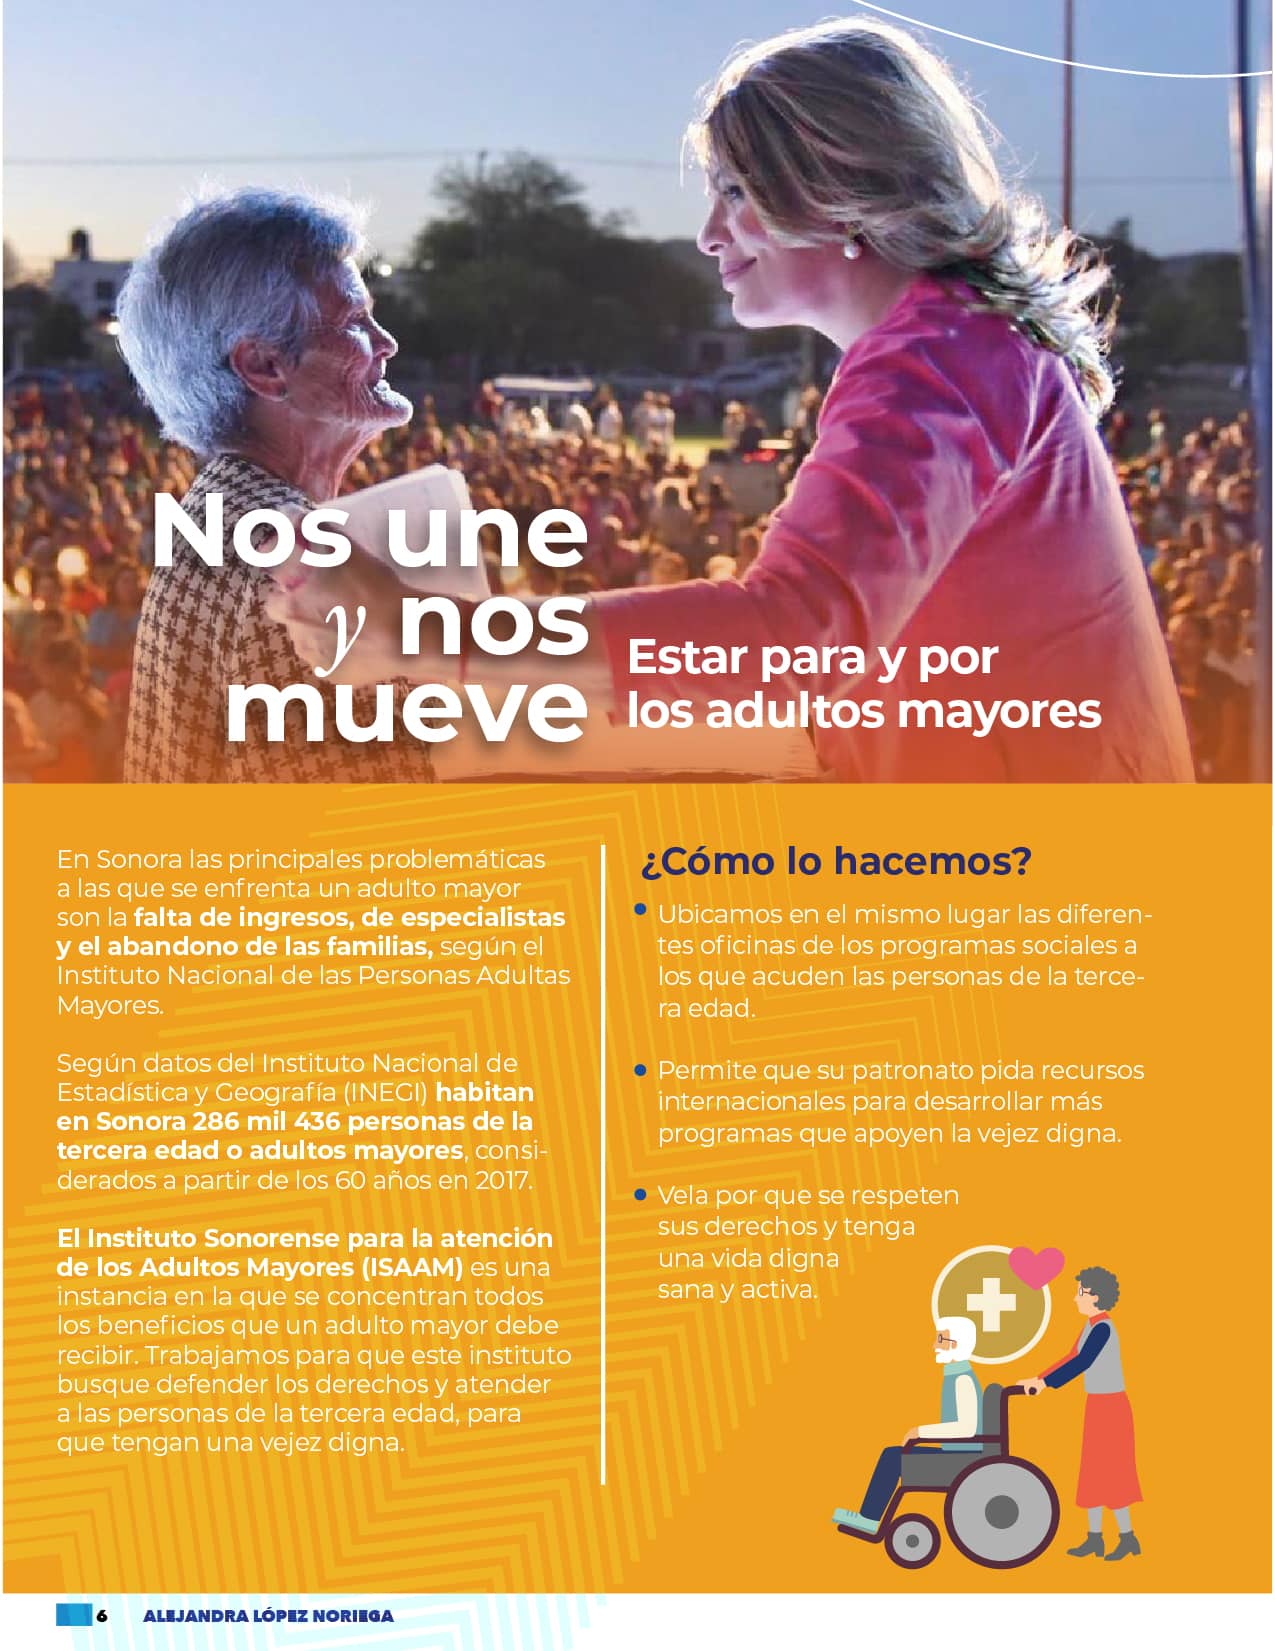 Nos une
y nos
mueve
Estar para y por
los adultos mayores
En Sonora las principales problemáticas
a las que se enfrenta un adulto mayor
son la falta de ingresos, de especialistas
y el abandono de las familias, según el
Instituto Nacional de las Personas Adultas
Mayores.
Según datos del Instituto Nacional de
Estadística y Geografía (INEGI) habitan
en Sonora 286 mil 436 personas de la
tercera edad o adultos mayores, consi-
derados a partir de los 60 años en 2017.
El Instituto Sonorense para la atención
de los Adultos Mayores (ISAAM) es una
instancia en la que se concentran todos
los beneficios que un adulto mayor debe
recibir. Trabajamos para que este instituto
busque defender los derechos y atender
a las personas de la tercera edad, para
que tengan una vejez digna.
¿Cómo lo hacemos?
• Ubicamos en el mismo lugar las diferen-
tes oficinas de los programas sociales a
los que acuden las personas de la terce-
ra edad.
• Permite que su patronato pida recursos
internacionales para desarrollar más
programas que apoyen la vejez digna.
• Vela por que se respeten
sus derechos y tenga
una vida digna
sana y activa.
6 ALEJANDRA LÓPEZ NORIEGA